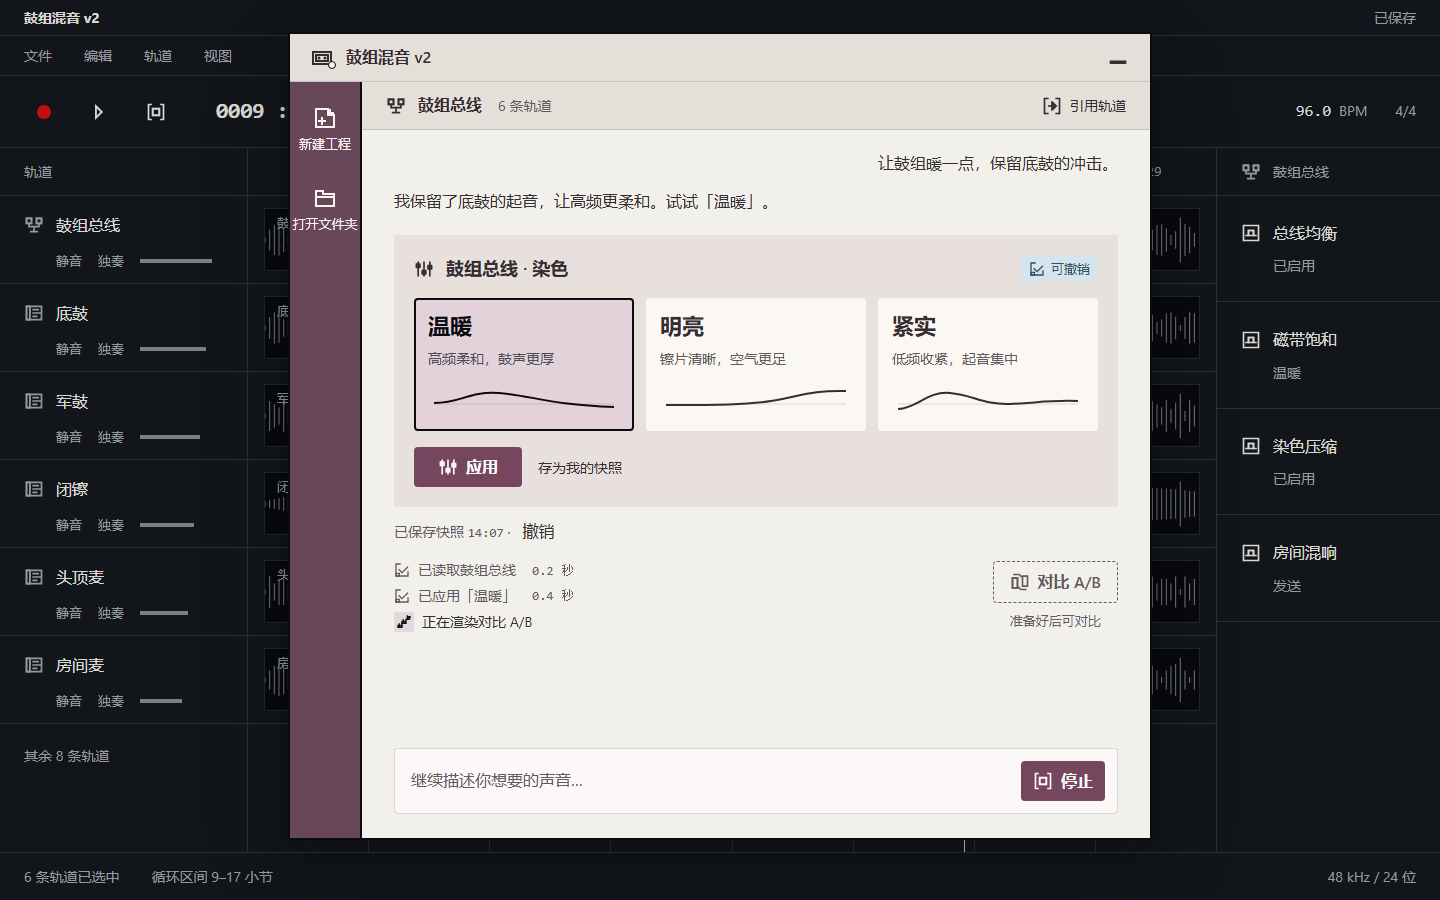 鼓组混音 v2
已保存
文件 编辑 轨道 视图
0009 :
96.0 BPM 4/4
轨道
鼓组总线
静音 独奏
底鼓
静音 独奏
军鼓
静音 独奏
闭镲
静音 独奏
头顶麦
静音 独奏
房间麦
静音 独奏
其余 8 条轨道
鼓
底
军
闭
头
房
鼓组混音 v2
新建工程
打开文件夹
鼓组总线 6 条轨道
引用轨道
让鼓组暖一点，保留底鼓的冲击。
我保留了底鼓的起音，让高频更柔和。试试「温暖」。
鼓组总线 · 染色
可撤销
温暖
高频柔和，鼓声更厚
明亮
镲片清晰，空气更足
紧实
低频收紧，起音集中
应用
存为我的快照
已保存快照 14:07 · 撤销
已读取鼓组总线 0.2 秒
已应用「温暖」 0.4 秒
正在渲染对比 A/B
对比 A/B
准备好后可对比
继续描述你想要的声音...
停止
鼓组总线
总线均衡
已启用
磁带饱和
温暖
染色压缩
已启用
房间混响
发送
6 条轨道已选中 循环区间 9–17 小节
48 kHz / 24 位